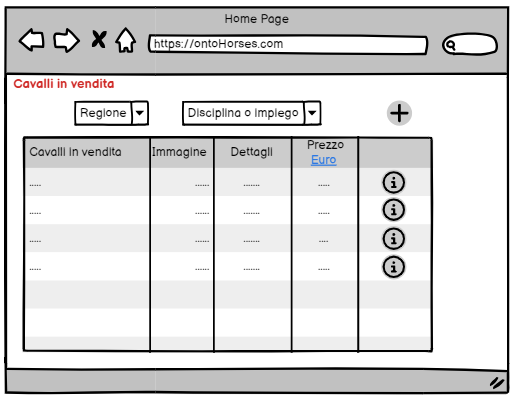 Home Page
https://ontoHorses.com
Cavalli in vendita
Regione
Disciplina o impiego
Cavalli in vendita Immagine Dettagli Prezzo
Euro
..... ...... ....... .....
..... ...... ....... .....
..... ...... ....... ....
..... ...... ....... .....